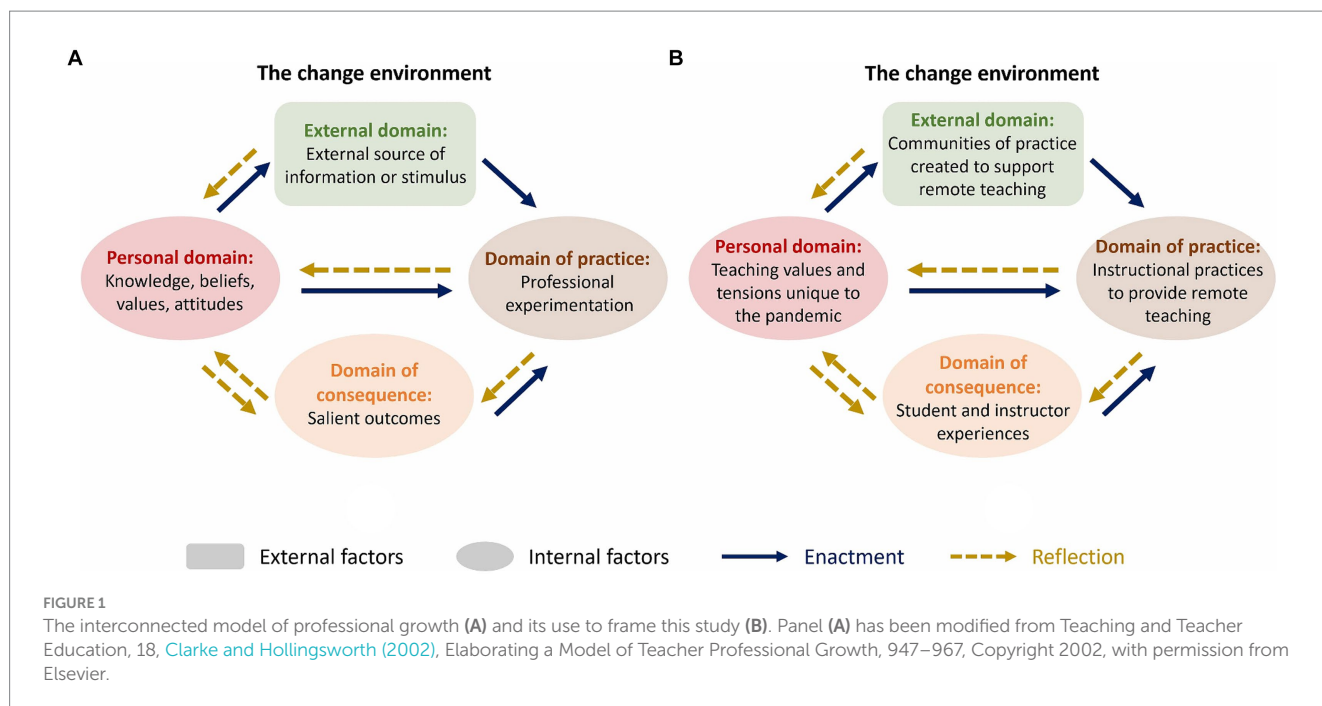 A
The change environment
External domain:
External source of
information or stimulus
Personal domain:
Knowledge, beliefs,
values, attitudes
Domain of practice:
Professional
experimentation
Domain of
consequence:
Salient outcomes
B
The change environment
External domain:
Communities of practice
created to support
remote teaching
Personal domain:
Teaching values and
tensions unique to
the pandemic
Domain of practice:
Instructional practices
to provide remote
teaching
Domain of
consequence:
Student and instructor
experiences
External factors
Internal factors
Enactment
Reflection
FIGURE 1
The interconnected model of professional growth (A) and its use to frame this study (B). Panel (A) has been modified from Teaching and Teacher
Education, 18, Clarke and Hollingsworth (2002), Elaborating a Model of Teacher Professional Growth, 947–967, Copyright 2002, with permission from
Elsevier.